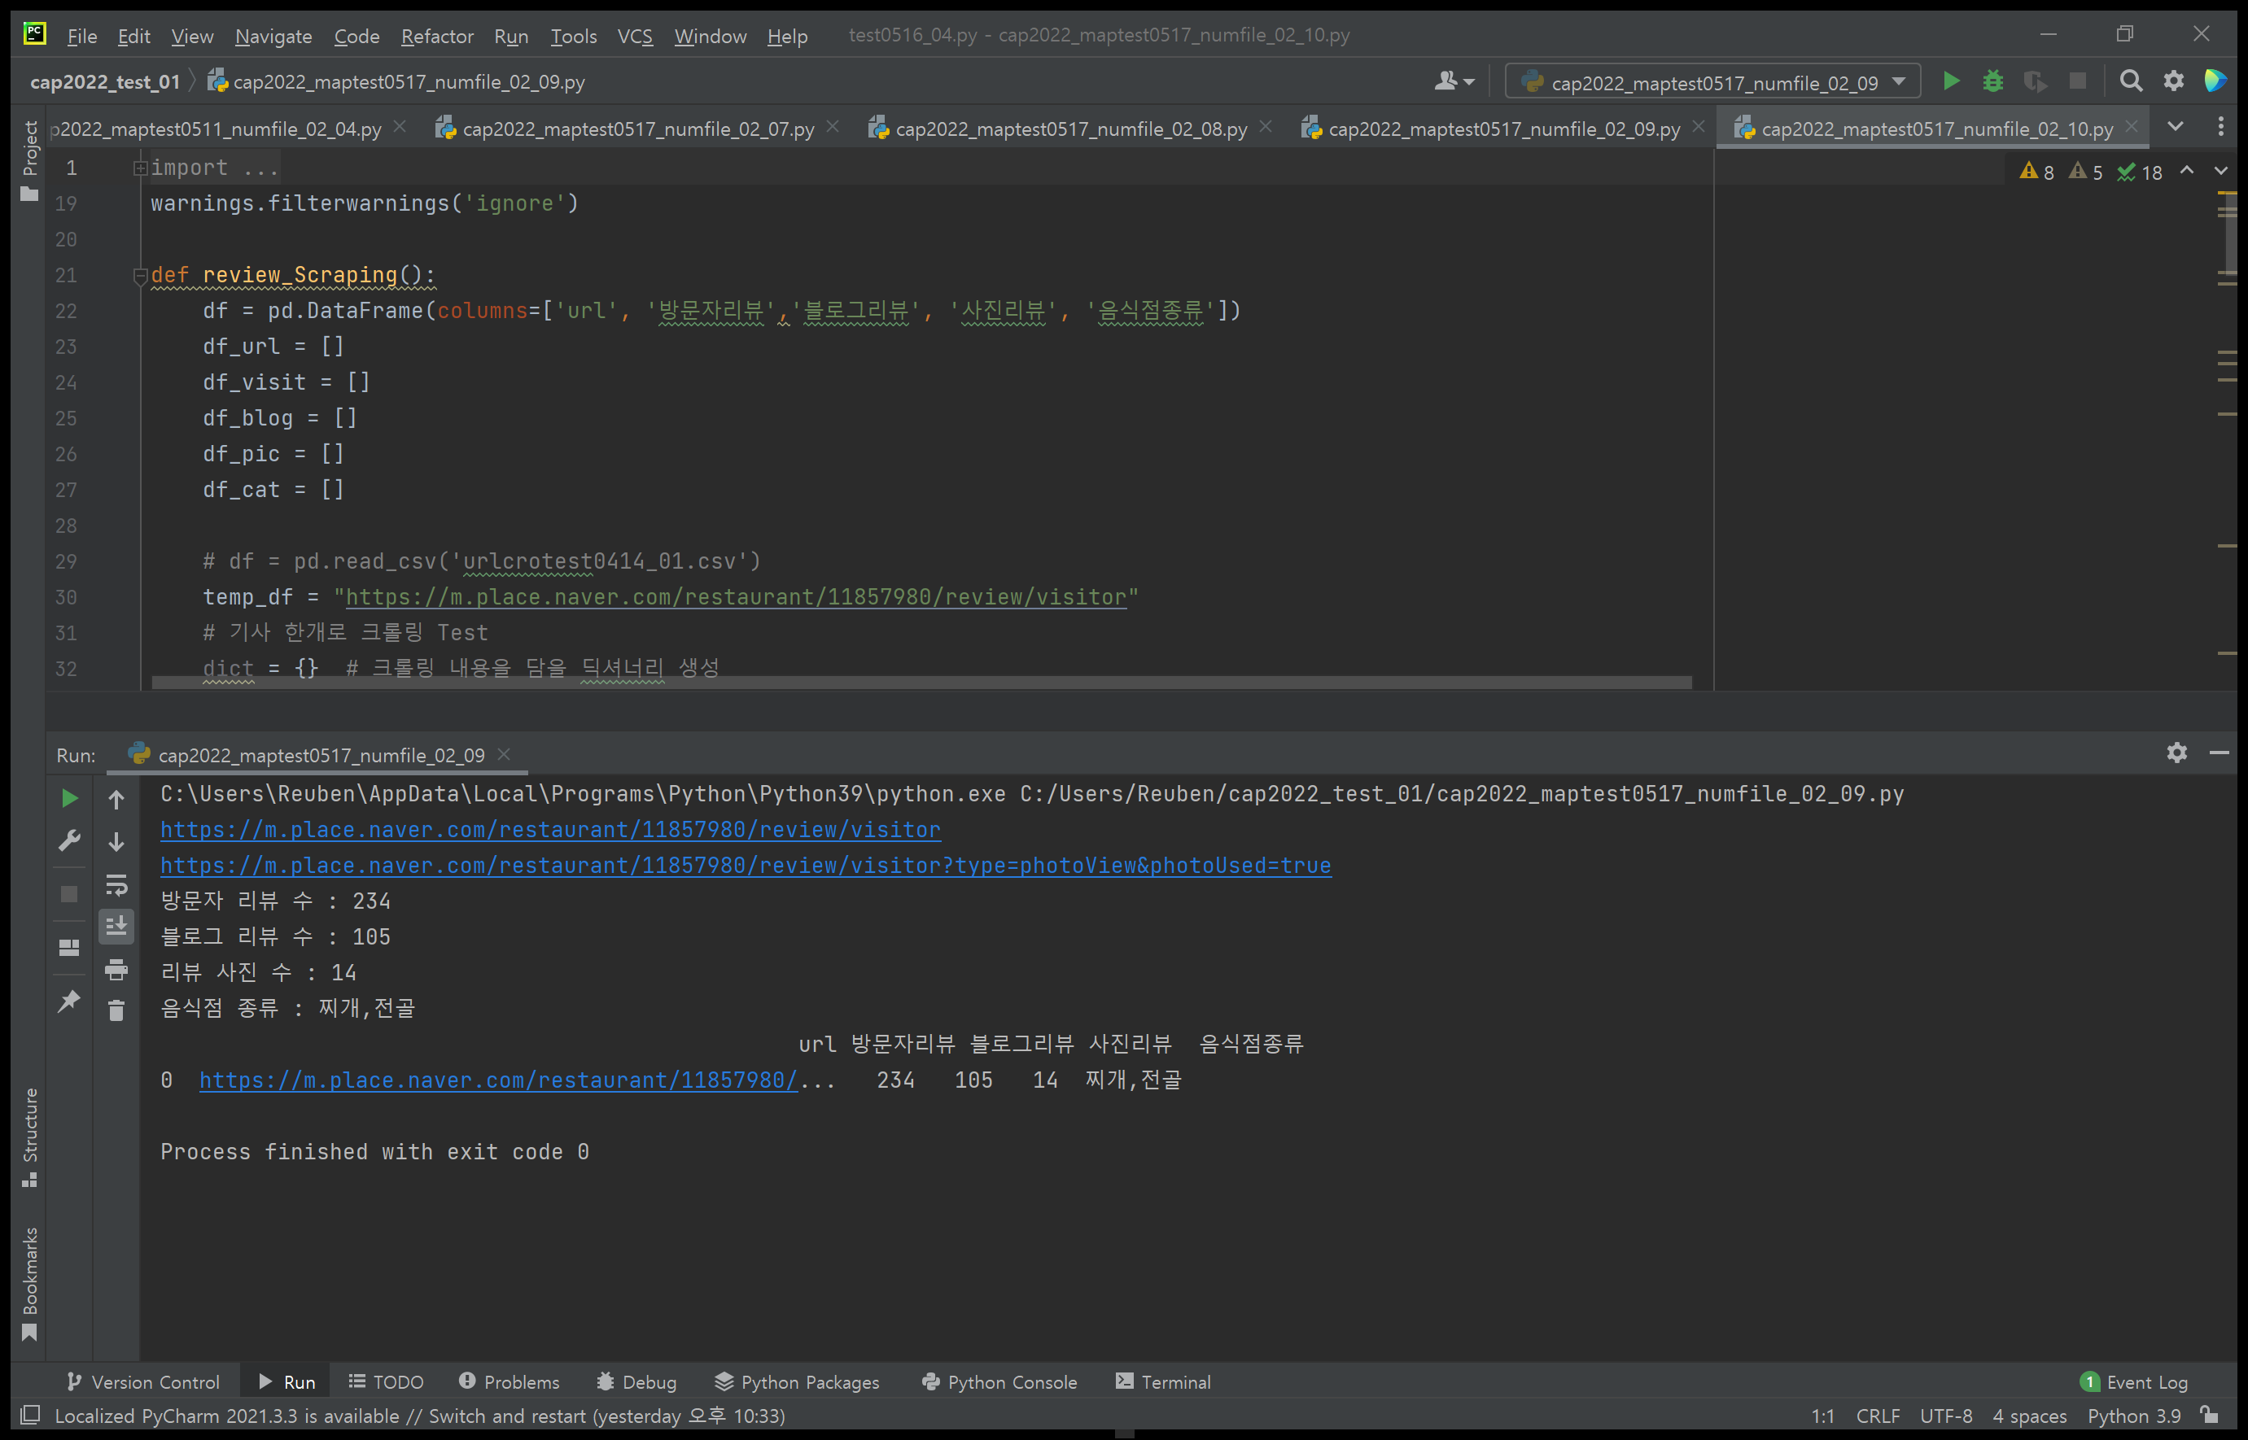 PC
File Edit View Navigate Code Refactor Run Tools VCS Window Help test0516_04.py - cap2022_maptest0517_numfile_02_10.py
cap2022_test_01 cap2022_maptest0517_numfile_02_09.py cap2022_maptest0517_numfile_02_09
p2022_maptest0511_numfile_02_04.py cap2022_maptest0517_numfile_02_07.py cap2022_maptest0517_numfile_02_08.py cap2022_maptest0517_numfile_02_09.py cap2022_maptest0517_numfile_02_10.py
Project
8 5 18
1 import ...
19 warnings.filterwarnings('ignore')
20
21 def review_Scraping():
22 df = pd.DataFrame(columns=['url', '방문자리뷰','블로그리뷰', '사진리뷰', '음식점종류'])
23 df_url = []
24 df_visit = []
25 df_blog = []
26 df_pic = []
27 df_cat = []
28
29 # df = pd.read_csv('urlcrotest0414_01.csv')
30 temp_df = "https://m.place.naver.com/restaurant/11857980/review/visitor"
31 # 기사 한개로 크롤링 Test
32 dict = {} # 크롤링 내용을 담을 딕셔너리 생성
Run: cap2022_maptest0517_numfile_02_09
C:\Users\Reuben\AppData\Local\Programs\Python\Python39\python.exe C:/Users/Reuben/cap2022_test_01/cap2022_maptest0517_numfile_02_09.py
https://m.place.naver.com/restaurant/11857980/review/visitor
https://m.place.naver.com/restaurant/11857980/review/visitor?type=photoView&photoUsed=true
방문자 리뷰 수 : 234
블로그 리뷰 수 : 105
리뷰 사진 수 : 14
음식점 종류 : 찌개,전골
url 방문자리뷰 블로그리뷰 사진리뷰 음식점종류
0 https://m.place.naver.com/restaurant/11857980/... 234 105 14 찌개,전골
Process finished with exit code 0
Structure
Bookmarks
Version Control Run TODO Problems Debug Python Packages Python Console Terminal 1 Event Log
Localized PyCharm 2021.3.3 is available // Switch and restart (yesterday 오후 10:33) 1:1 CRLF UTF-8 4 spaces Python 3.9